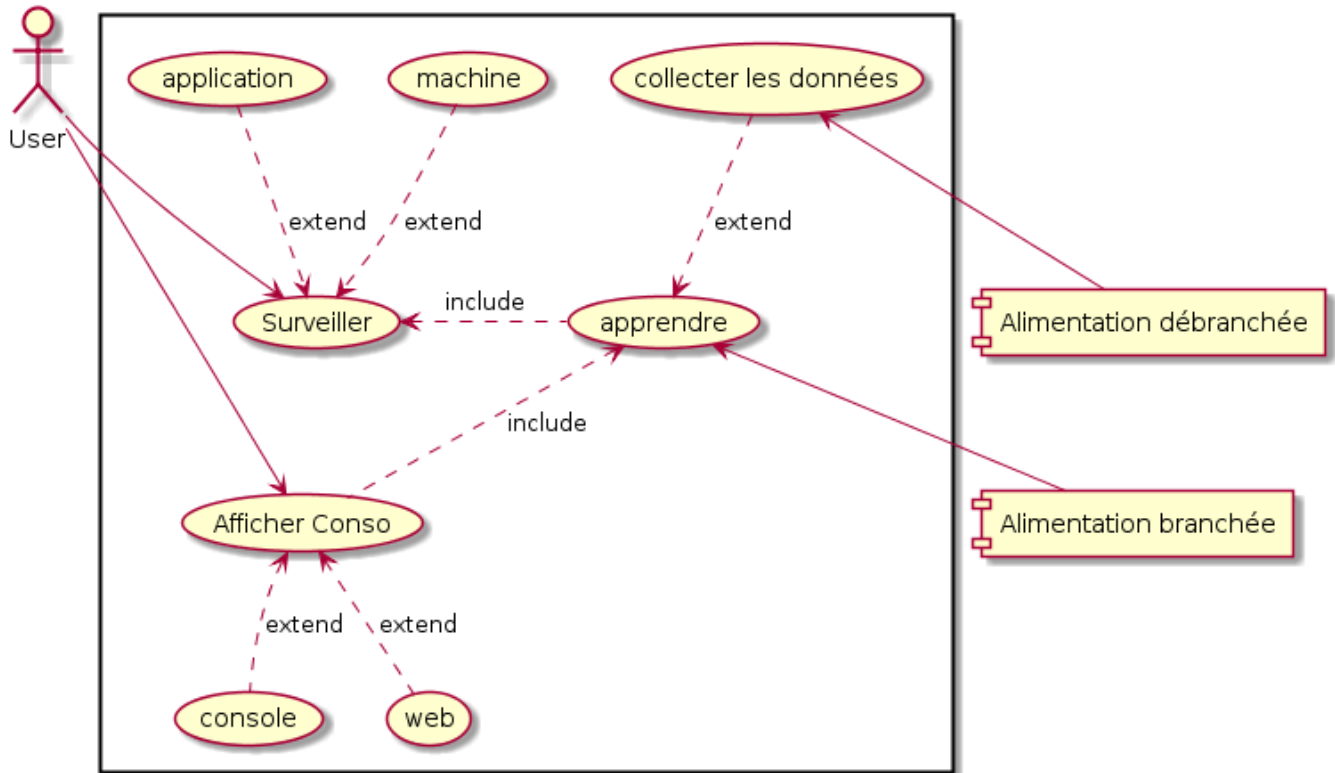 application
machine
collecter les données
User
extend
extend
extend
include
Surveiller
apprendre
Alimentation débranchée
include
Afficher Conso
Alimentation branchée
extend
extend
console
web